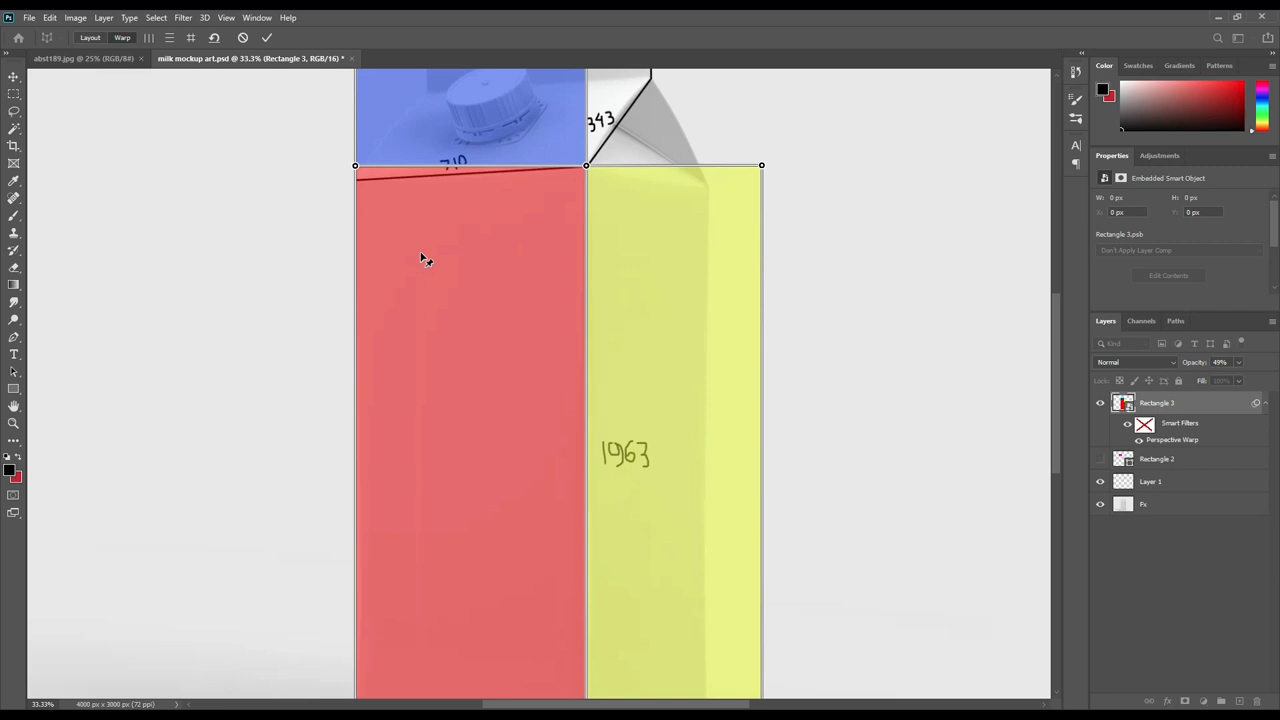 Ps File Edit Image Layer Type Select Filter 3D View Window Help
Layout Warp
abst189.jpg @ 25% (RGB/8#) × milk mockup art.psd @ 33.3% (Rectangle 3, RGB/16) * ×
Color Swatches Gradients Patterns
343
710
Properties Adjustments
Embedded Smart Object
W: 0 px H: 0 px
X: 0 px Y: 0 px
Rectangle 3.psb
Don't Apply Layer Comp
Edit Contents
Layers Channels Paths
Kind
Normal Opacity: 49%
Lock: Fill: 100%
Rectangle 3
Smart Filters
Perspective Warp
Rectangle 2
Layer 1
Fx
1963
33.33% 4000 px x 3000 px (72 ppi)